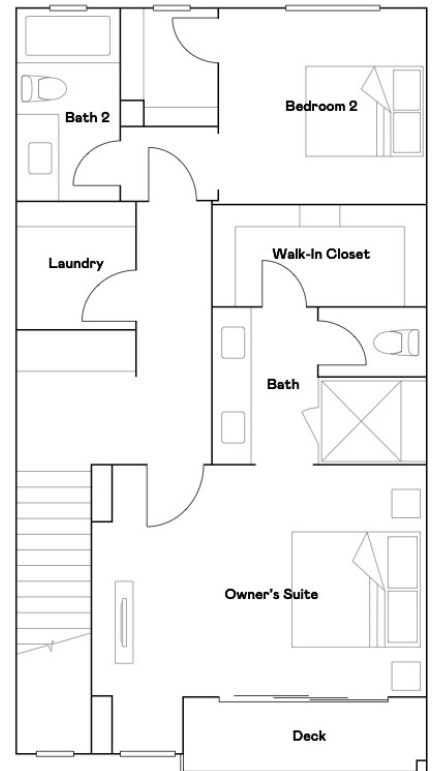 Bath 2
Bedroom 2
Laundry
Walk-In Closet
Bath
Owner's Suite
Deck